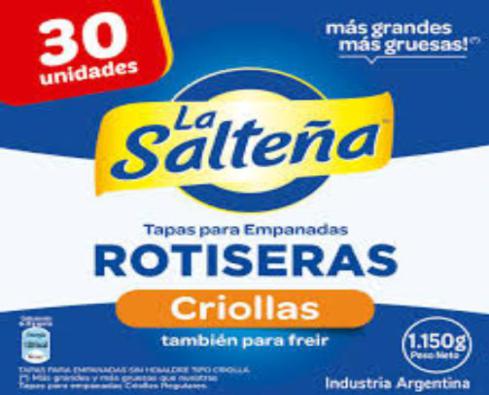 30
unidades
más grandes
más gruesas!(*)
La
Salteña
Tapas para Empanadas
ROTISERAS
Criollas
también para freir
1.150g
Peso Neto
TAPAS PARA EMPANADAS SIN HOJALDRE TIPO CRIOLLA
(*) Más grandes y más gruesas que nuestras
Tapas para empanadas Criollas Regulares.
Industria Argentina